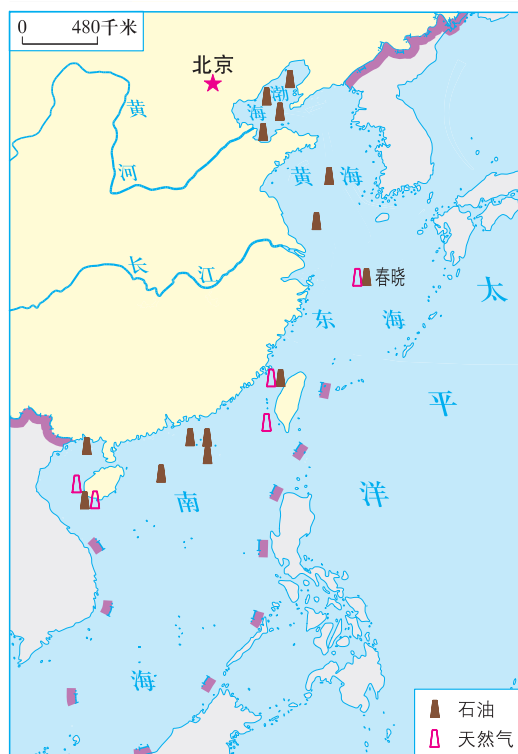 0 480千米
北京
黄
河
渤
海
黄 海
长
江
春晓
东 海
太
平
洋
南
海
石油
天然气